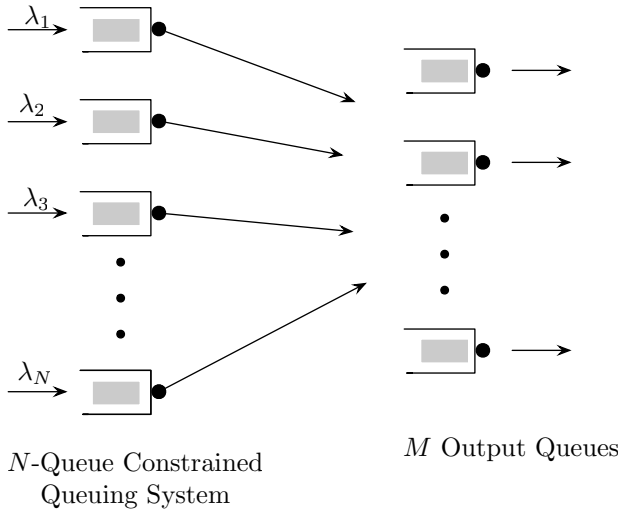 λ1
λ2
λ3
λN
N-Queue Constrained
Queuing System
M Output Queues